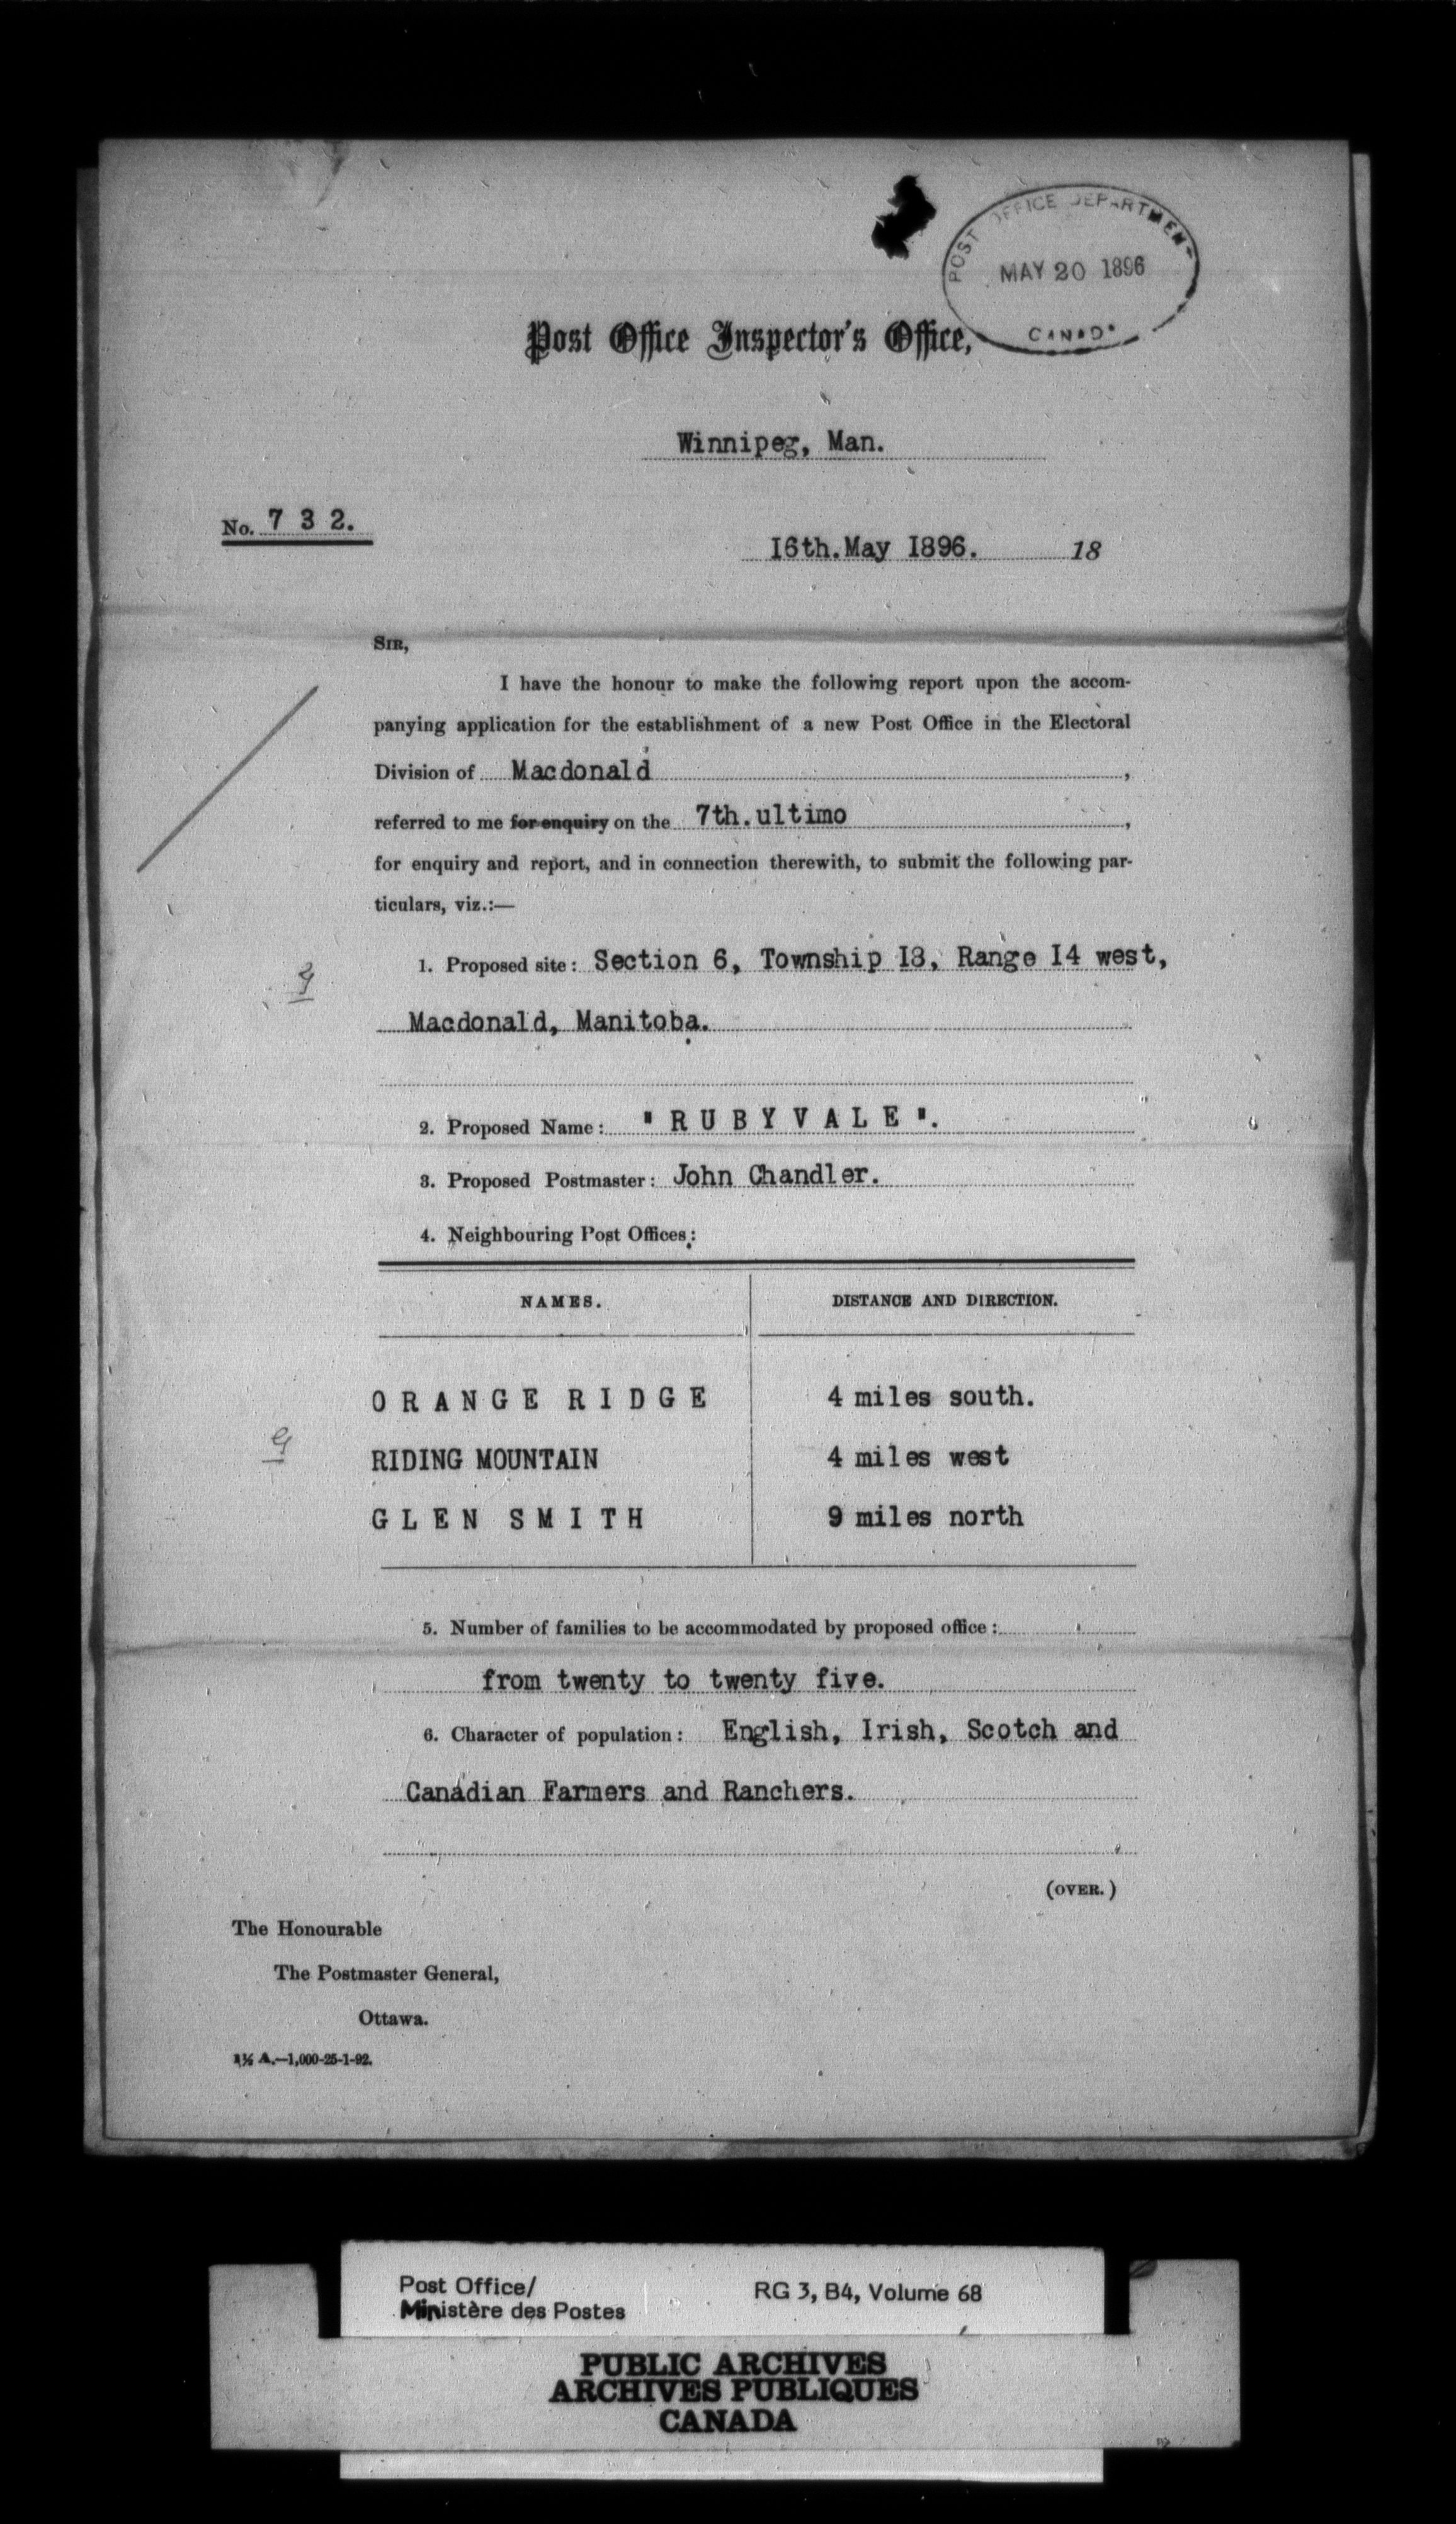 POST OFFICE DEPARTMENT
MAY 20 1896
CANADA
Post Office Inspector's Office,
Winnipeg, Man.
No. 7 3 2.
16th. May 1896. 18
SIR,
I have the honour to make the following report upon the accom-
panying application for the establishment of a new Post Office in the Electoral
Division of Macdonald ,
referred to me for enquiry on the 7th. ultimo ,
for enquiry and report, and in connection therewith, to submit the following par-
ticulars, viz.:—
1. Proposed site: Section 6, Township I8, Range I4 west,
Macdonald, Manitoba.
2. Proposed Name: "R U B Y V A L E".
3. Proposed Postmaster: John Chandler.
4. Neighbouring Post Offices:
NAMES. DISTANCE AND DIRECTION.
O R A N G E R I D G E 4 miles south.
RIDING MOUNTAIN 4 miles west
G L E N S M I T H 9 miles north
5. Number of families to be accommodated by proposed office:
from twenty to twenty five.
6. Character of population: English, Irish, Scotch and
Canadian Farmers and Ranchers.
(OVER.)
The Honourable
The Postmaster General,
Ottawa.
1½ A.—1,000-25-1-92.
Post Office/ RG 3, B4, Volume 68
Ministère des Postes
PUBLIC ARCHIVES
ARCHIVES PUBLIQUES
CANADA